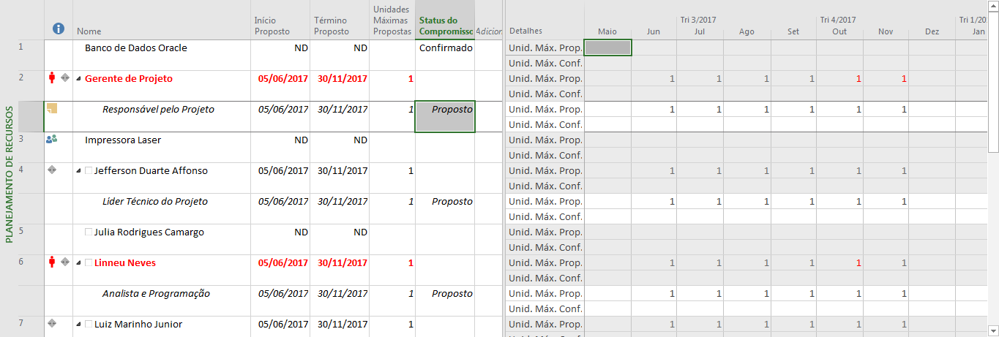 PLANEJAMENTO DE RECURSOS
Nome Início Proposto Término Proposto Unidades Máximas Propostas Status do Compromisso Adicion Detalhes Maio Jun Tri 3/2017 Jul Ago Set Tri 4/2017 Out Nov Dez Tri 1/20 Jan
1 Banco de Dados Oracle ND ND Confirmado Unid. Máx. Prop.
Unid. Máx. Conf.
2 Gerente de Projeto 05/06/2017 30/11/2017 1 Unid. Máx. Prop. 1 1 1 1 1 1
Unid. Máx. Conf.
Responsável pelo Projeto 05/06/2017 30/11/2017 1 Proposto Unid. Máx. Prop. 1 1 1 1 1 1
Unid. Máx. Conf.
3 Impressora Laser ND ND Unid. Máx. Prop.
Unid. Máx. Conf.
4 Jefferson Duarte Affonso 05/06/2017 30/11/2017 1 Unid. Máx. Prop. 1 1 1 1 1 1
Unid. Máx. Conf.
Líder Técnico do Projeto 05/06/2017 30/11/2017 1 Proposto Unid. Máx. Prop. 1 1 1 1 1 1
Unid. Máx. Conf.
5 Julia Rodrigues Camargo ND ND Unid. Máx. Prop.
Unid. Máx. Conf.
6 Linneu Neves 05/06/2017 30/11/2017 1 Unid. Máx. Prop. 1 1 1 1 1 1
Unid. Máx. Conf.
Analista e Programação 05/06/2017 30/11/2017 1 Proposto Unid. Máx. Prop. 1 1 1 1 1 1
Unid. Máx. Conf.
7 Luiz Marinho Junior 05/06/2017 30/11/2017 1 Unid. Máx. Prop. 1 1 1 1 1 1
Unid. Máx. Conf.